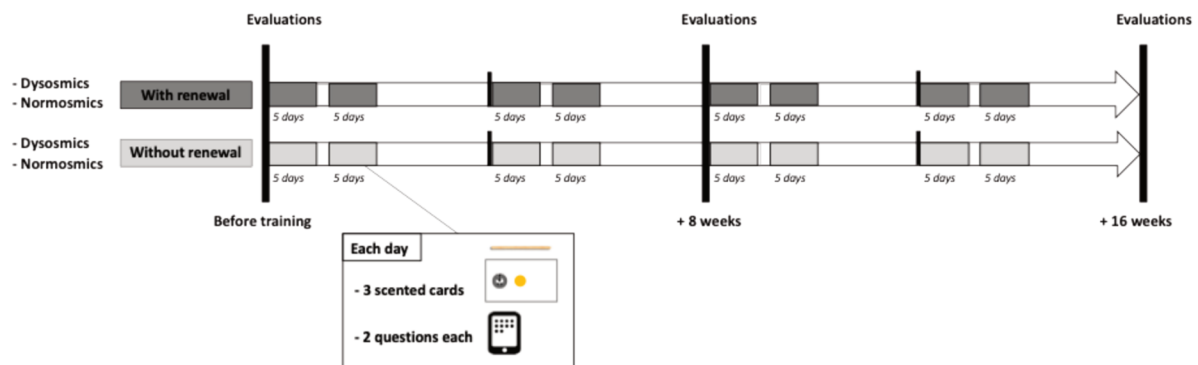 Evaluations Evaluations Evaluations
- Dysosmics
- Normosmics
With renewal
5 days 5 days 5 days 5 days 5 days 5 days 5 days 5 days
- Dysosmics
- Normosmics
Without renewal
5 days 5 days 5 days 5 days 5 days 5 days 5 days 5 days
Before training + 8 weeks + 16 weeks
Each day
- 3 scented cards
- 2 questions each